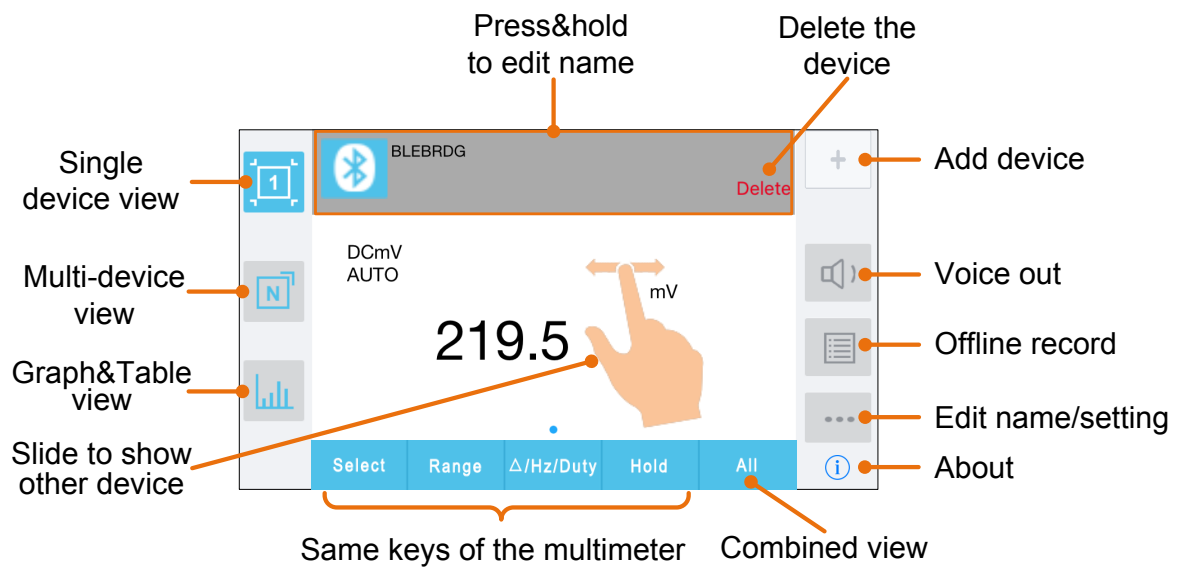 Press&hold
to edit name
Delete the
device
Single
device view
1
BLEBRDG
Delete
+
Add device
Multi-device
view
N
DCmV
AUTO
mV
219.5
Voice out
Graph&Table
view
Offline record
Slide to show
other device
Edit name/setting
Select
Range
△/Hz/Duty
Hold
All
i
About
Same keys of the multimeter
Combined view